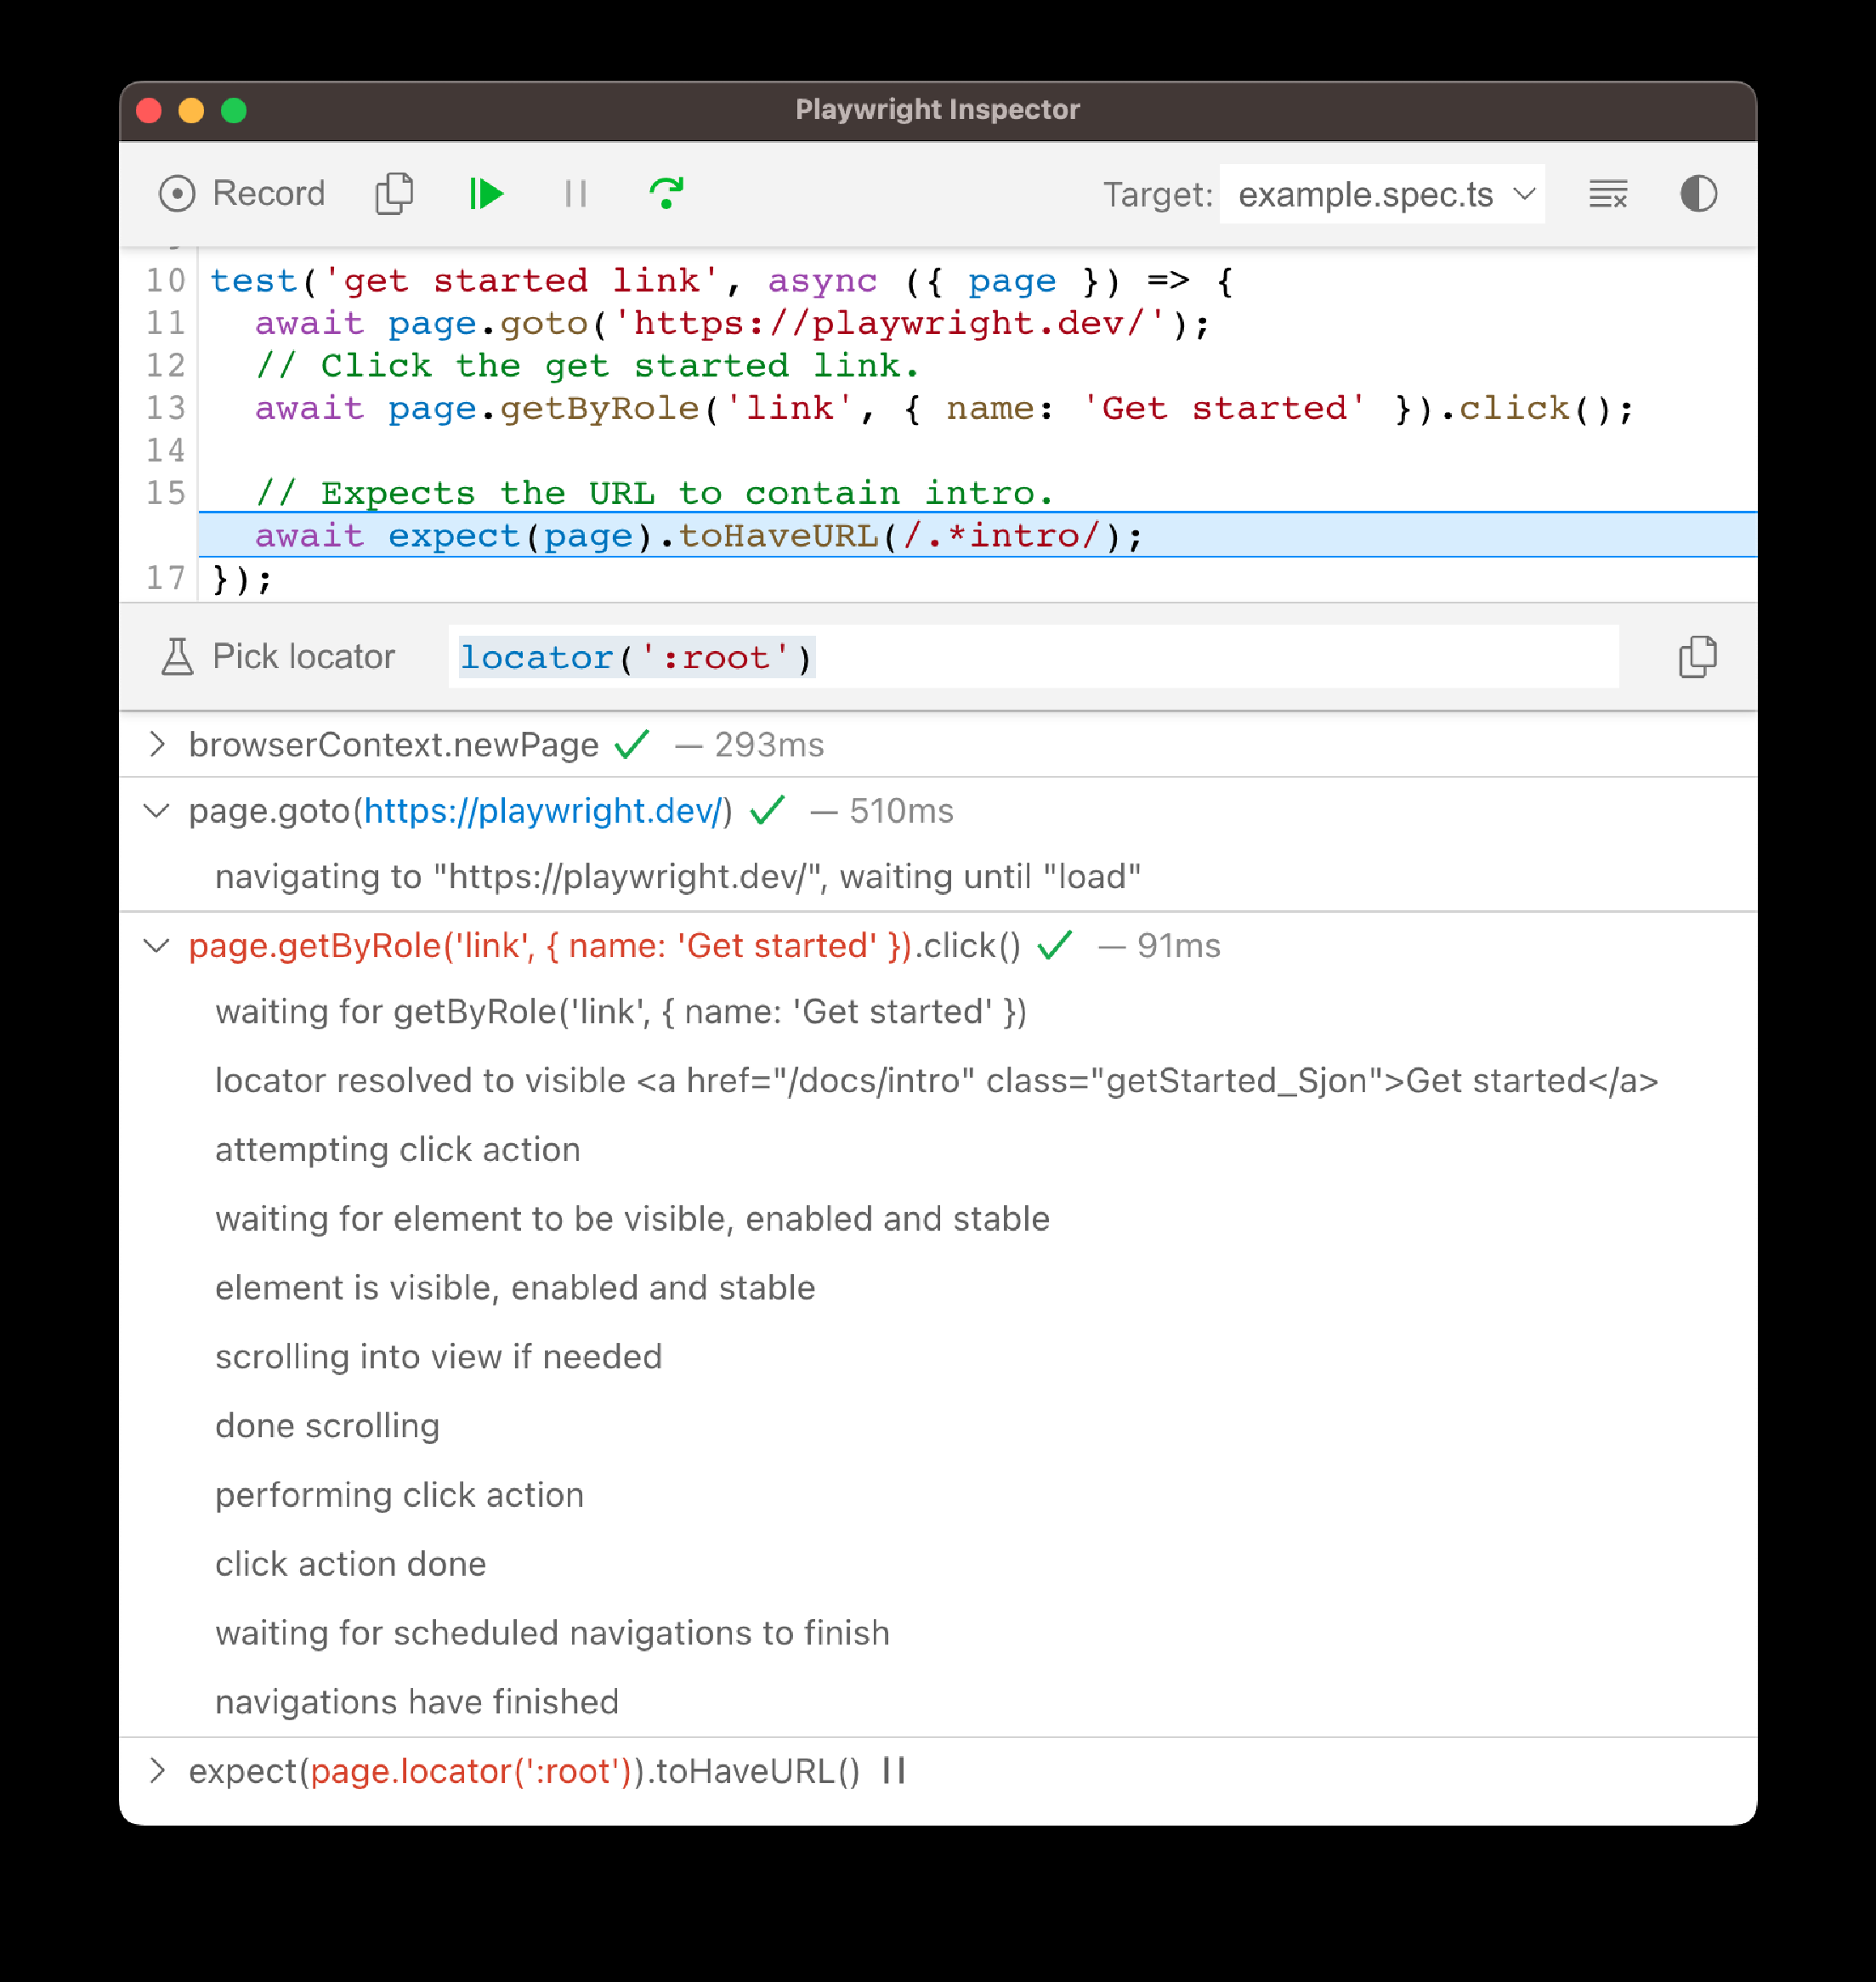 Playwright Inspector
Record
Target: example.spec.ts
10 test('get started link', async ({ page }) => {
11   await page.goto('https://playwright.dev/');
12   // Click the get started link.
13   await page.getByRole('link', { name: 'Get started' }).click();
14
15   // Expects the URL to contain intro.
  await expect(page).toHaveURL(/.*intro/);
17 });
Pick locator locator(':root')
browserContext.newPage ✓ — 293ms
page.goto(https://playwright.dev/) ✓ — 510ms
navigating to "https://playwright.dev/", waiting until "load"
page.getByRole('link', { name: 'Get started' }).click() ✓ — 91ms
waiting for getByRole('link', { name: 'Get started' })
locator resolved to visible <a href="/docs/intro" class="getStarted_Sjon">Get started</a>
attempting click action
waiting for element to be visible, enabled and stable
element is visible, enabled and stable
scrolling into view if needed
done scrolling
performing click action
click action done
waiting for scheduled navigations to finish
navigations have finished
expect(page.locator(':root')).toHaveURL()